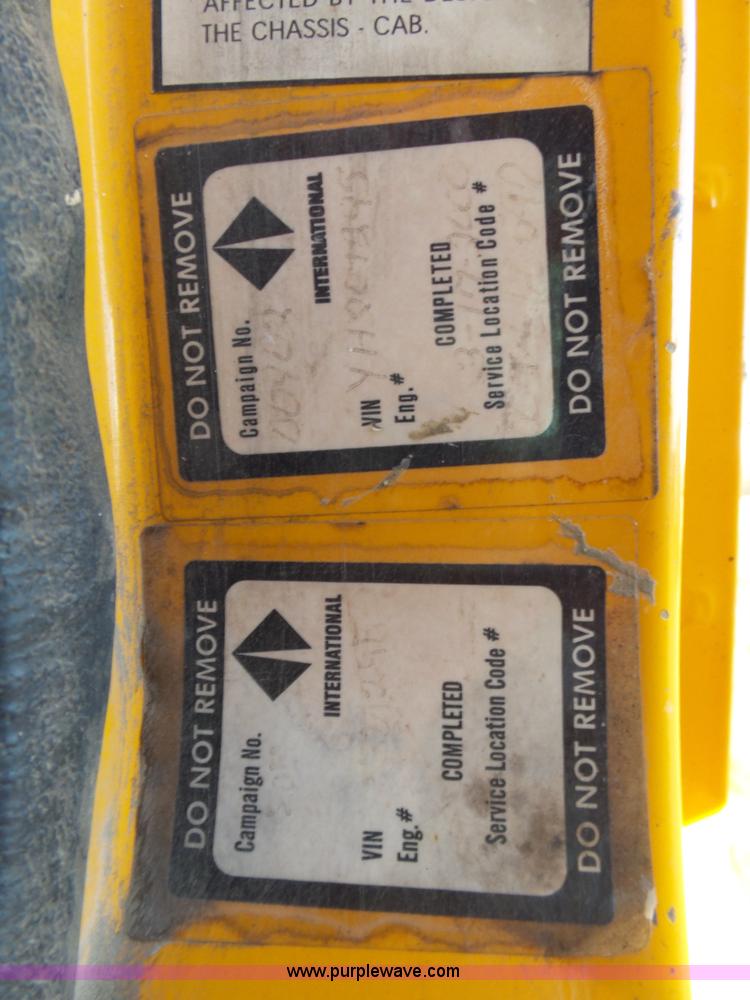 AFFECTED BY THE
THE CHASSIS - CAB.
DO NOT REMOVE
Campaign No.
INTERNATIONAL
VIN
Eng.#
COMPLETED
Service Location Code #
DO NOT REMOVE
DO NOT REMOVE
Campaign No.
INTERNATIONAL
VIN
Eng.#
COMPLETED
Service Location Code #
DO NOT REMOVE
www.purplewave.com